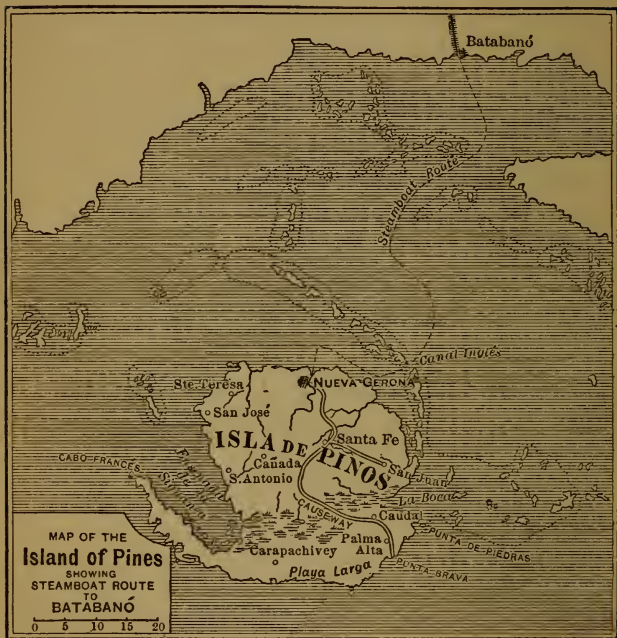 Batabanó
Steamboat Route
Canal Inglés
NUEVA GERONA
Ste. Teresa
San José
ISLA DE PINOS
Santa Fe
Cañada
San Juan
CABO FRANCÉS
S. Antonio
La Boca
CAUSEWAY
Caudal
PUNTA DE PIEDRAS
Palma
Alta
Carapachivey
Playa Larga
PUNTA BRAVA
MAP OF THE
Island of Pines
SHOWING
STEAMBOAT ROUTE
TO
BATABANÓ
0 5 10 15 20